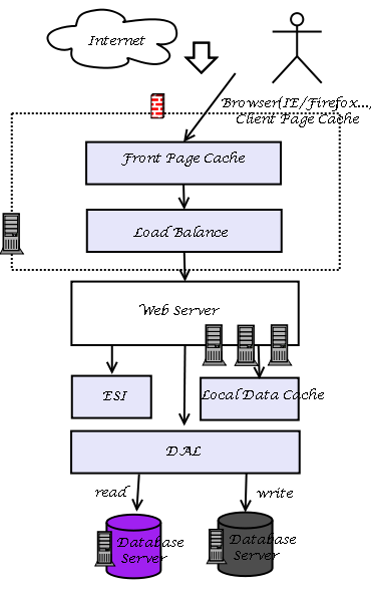 Internet
Browser(IE/Firefox...,
Client Page Cache
Front Page Cache
Load Balance
Web Server
ESI
Local Data Cache
DAL
read
write
Database
Server
Database
Server